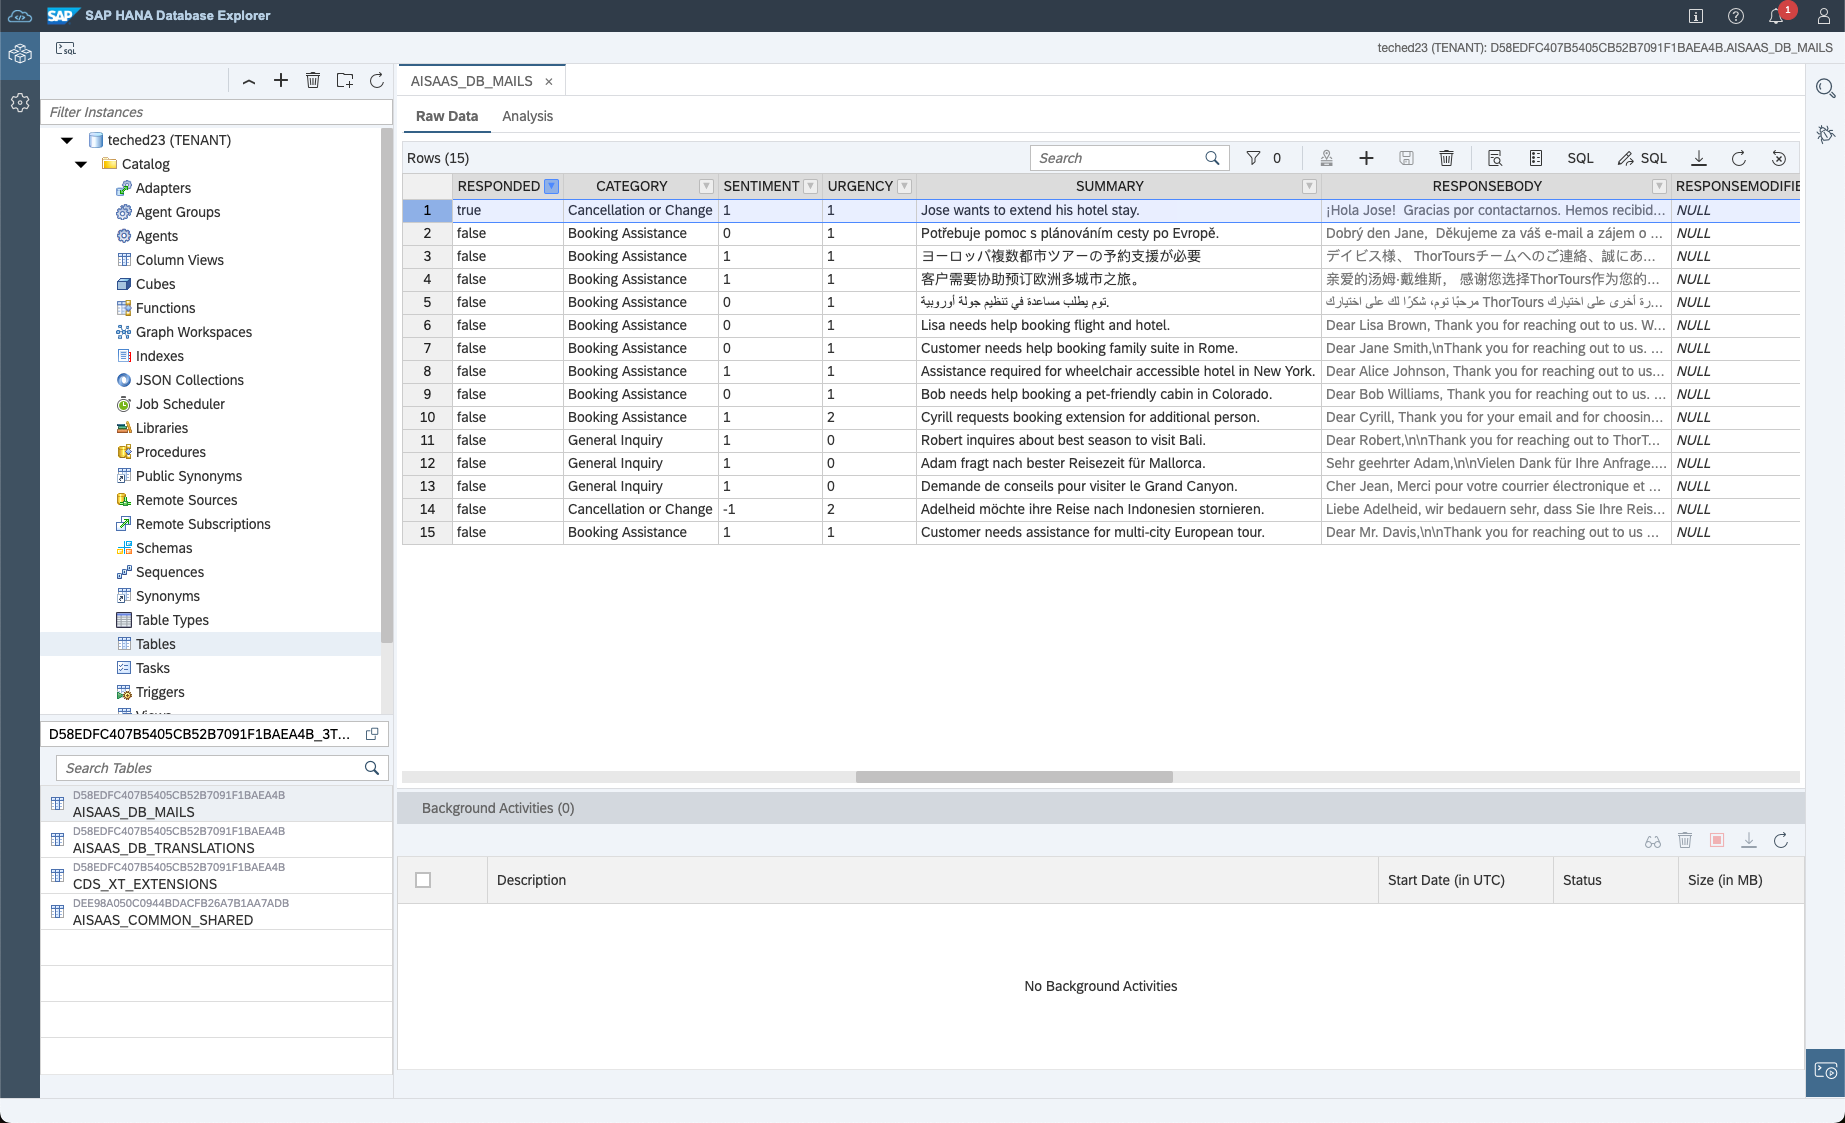 SAP SAP HANA Database Explorer
1
SQL
teched23 (TENANT): D58EDFC407B5405CB52B7091F1BAEA4B.AISAAS_DB_MAILS
Filter Instances
teched23 (TENANT)
Catalog
Adapters
Agent Groups
Agents
Column Views
Cubes
Functions
Graph Workspaces
Indexes
JSON Collections
Job Scheduler
Libraries
Procedures
Public Synonyms
Remote Sources
Remote Subscriptions
Schemas
Sequences
Synonyms
Table Types
Tables
Tasks
Triggers
Views
D58EDFC407B5405CB52B7091F1BAEA4B_3T...
Search Tables
D58EDFC407B5405CB52B7091F1BAEA4B
AISAAS_DB_MAILS
D58EDFC407B5405CB52B7091F1BAEA4B
AISAAS_DB_TRANSLATIONS
D58EDFC407B5405CB52B7091F1BAEA4B
CDS_XT_EXTENSIONS
DEE98A050C0944BDACFB26A7B1AA7ADB
AISAAS_COMMON_SHARED
AISAAS_DB_MAILS ×
Raw Data Analysis
Rows (15) Search 0 SQL SQL
RESPONDED CATEGORY SENTIMENT URGENCY SUMMARY RESPONSEBODY RESPONSEMODIFIE
1 true Cancellation or Change 1 1 Jose wants to extend his hotel stay. ¡Hola Jose! Gracias por contactarnos. Hemos recibid... NULL
2 false Booking Assistance 0 1 Potřebuje pomoc s plánováním cesty po Evropě. Dobrý den Jane, Děkujeme za váš e-mail a zájem o ... NULL
3 false Booking Assistance 1 1 ヨーロッパ複数都市ツアーの予約支援が必要 デイビス様、 ThorToursチームへのご連絡、誠にあ... NULL
4 false Booking Assistance 1 1 客户需要协助预订欧洲多城市之旅。 亲爱的汤姆·戴维斯， 感谢您选择ThorTours作为您的... NULL
5 false Booking Assistance 0 1 توم يطلب مساعدة في تنظيم جولة أوروبية. مرحبًا توم، شكرًا لك على اختيارك ThorTours رة أخرى على اختيارك NULL
6 false Booking Assistance 0 1 Lisa needs help booking flight and hotel. Dear Lisa Brown, Thank you for reaching out to us. W... NULL
7 false Booking Assistance 0 1 Customer needs help booking family suite in Rome. Dear Jane Smith,\nThank you for reaching out to us. ... NULL
8 false Booking Assistance 1 1 Assistance required for wheelchair accessible hotel in New York. Dear Alice Johnson, Thank you for reaching out to us... NULL
9 false Booking Assistance 0 1 Bob needs help booking a pet-friendly cabin in Colorado. Dear Bob Williams, Thank you for reaching out to us. ... NULL
10 false Booking Assistance 1 2 Cyrill requests booking extension for additional person. Dear Cyrill, Thank you for your email and for choosin... NULL
11 false General Inquiry 1 0 Robert inquires about best season to visit Bali. Dear Robert,\n\nThank you for reaching out to ThorT... NULL
12 false General Inquiry 1 0 Adam fragt nach bester Reisezeit für Mallorca. Sehr geehrter Adam,\n\nVielen Dank für Ihre Anfrage.... NULL
13 false General Inquiry 1 0 Demande de conseils pour visiter le Grand Canyon. Cher Jean, Merci pour votre courrier électronique et ... NULL
14 false Cancellation or Change -1 2 Adelheid möchte ihre Reise nach Indonesien stornieren. Liebe Adelheid, wir bedauern sehr, dass Sie Ihre Reis... NULL
15 false Booking Assistance 1 1 Customer needs assistance for multi-city European tour. Dear Mr. Davis,\n\nThank you for reaching out to us ... NULL
Background Activities (0)
Description Start Date (in UTC) Status Size (in MB)
No Background Activities